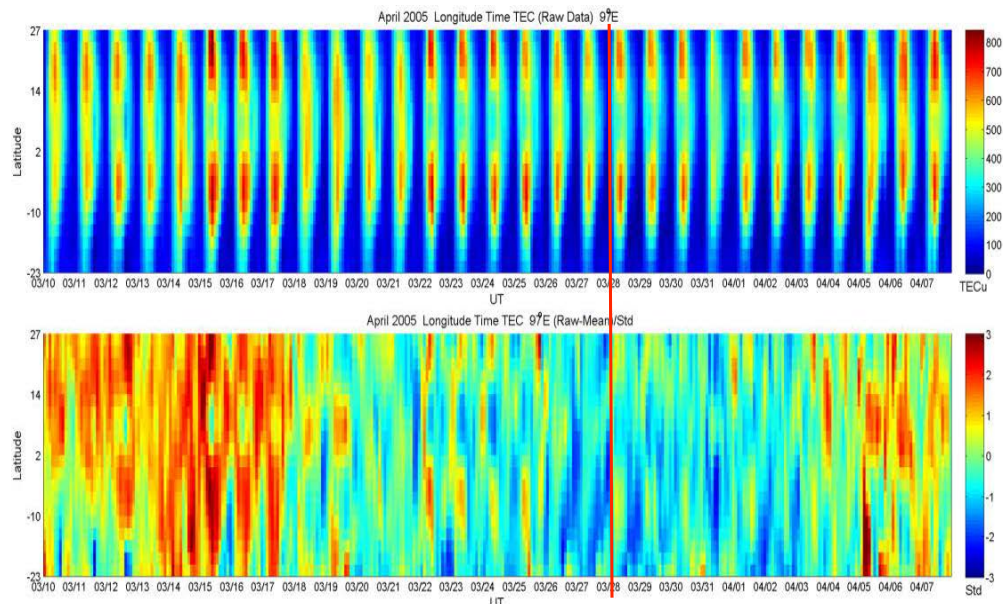 April 2005 Longitude Time TEC (Raw Data) 97°E
27
14
2
-10
-23
Latitude
03/10 03/11 03/12 03/13 03/14 03/15 03/16 03/17 03/18 03/19 03/20 03/21 03/22 03/23 03/24 03/25 03/26 03/27 03/28 03/29 03/30 03/31 04/01 04/02 04/03 04/04 04/05 04/06 04/07
UT
800
700
600
500
400
300
200
100
0
TECu
April 2005 Longitude Time TEC 97°E (Raw-Mean)/Std
27
14
2
-10
-23
Latitude
03/10 03/11 03/12 03/13 03/14 03/15 03/16 03/17 03/18 03/19 03/20 03/21 03/22 03/23 03/24 03/25 03/26 03/27 03/28 03/29 03/30 03/31 04/01 04/02 04/03 04/04 04/05 04/06 04/07
UT
3
2
1
0
-1
-2
-3
Std